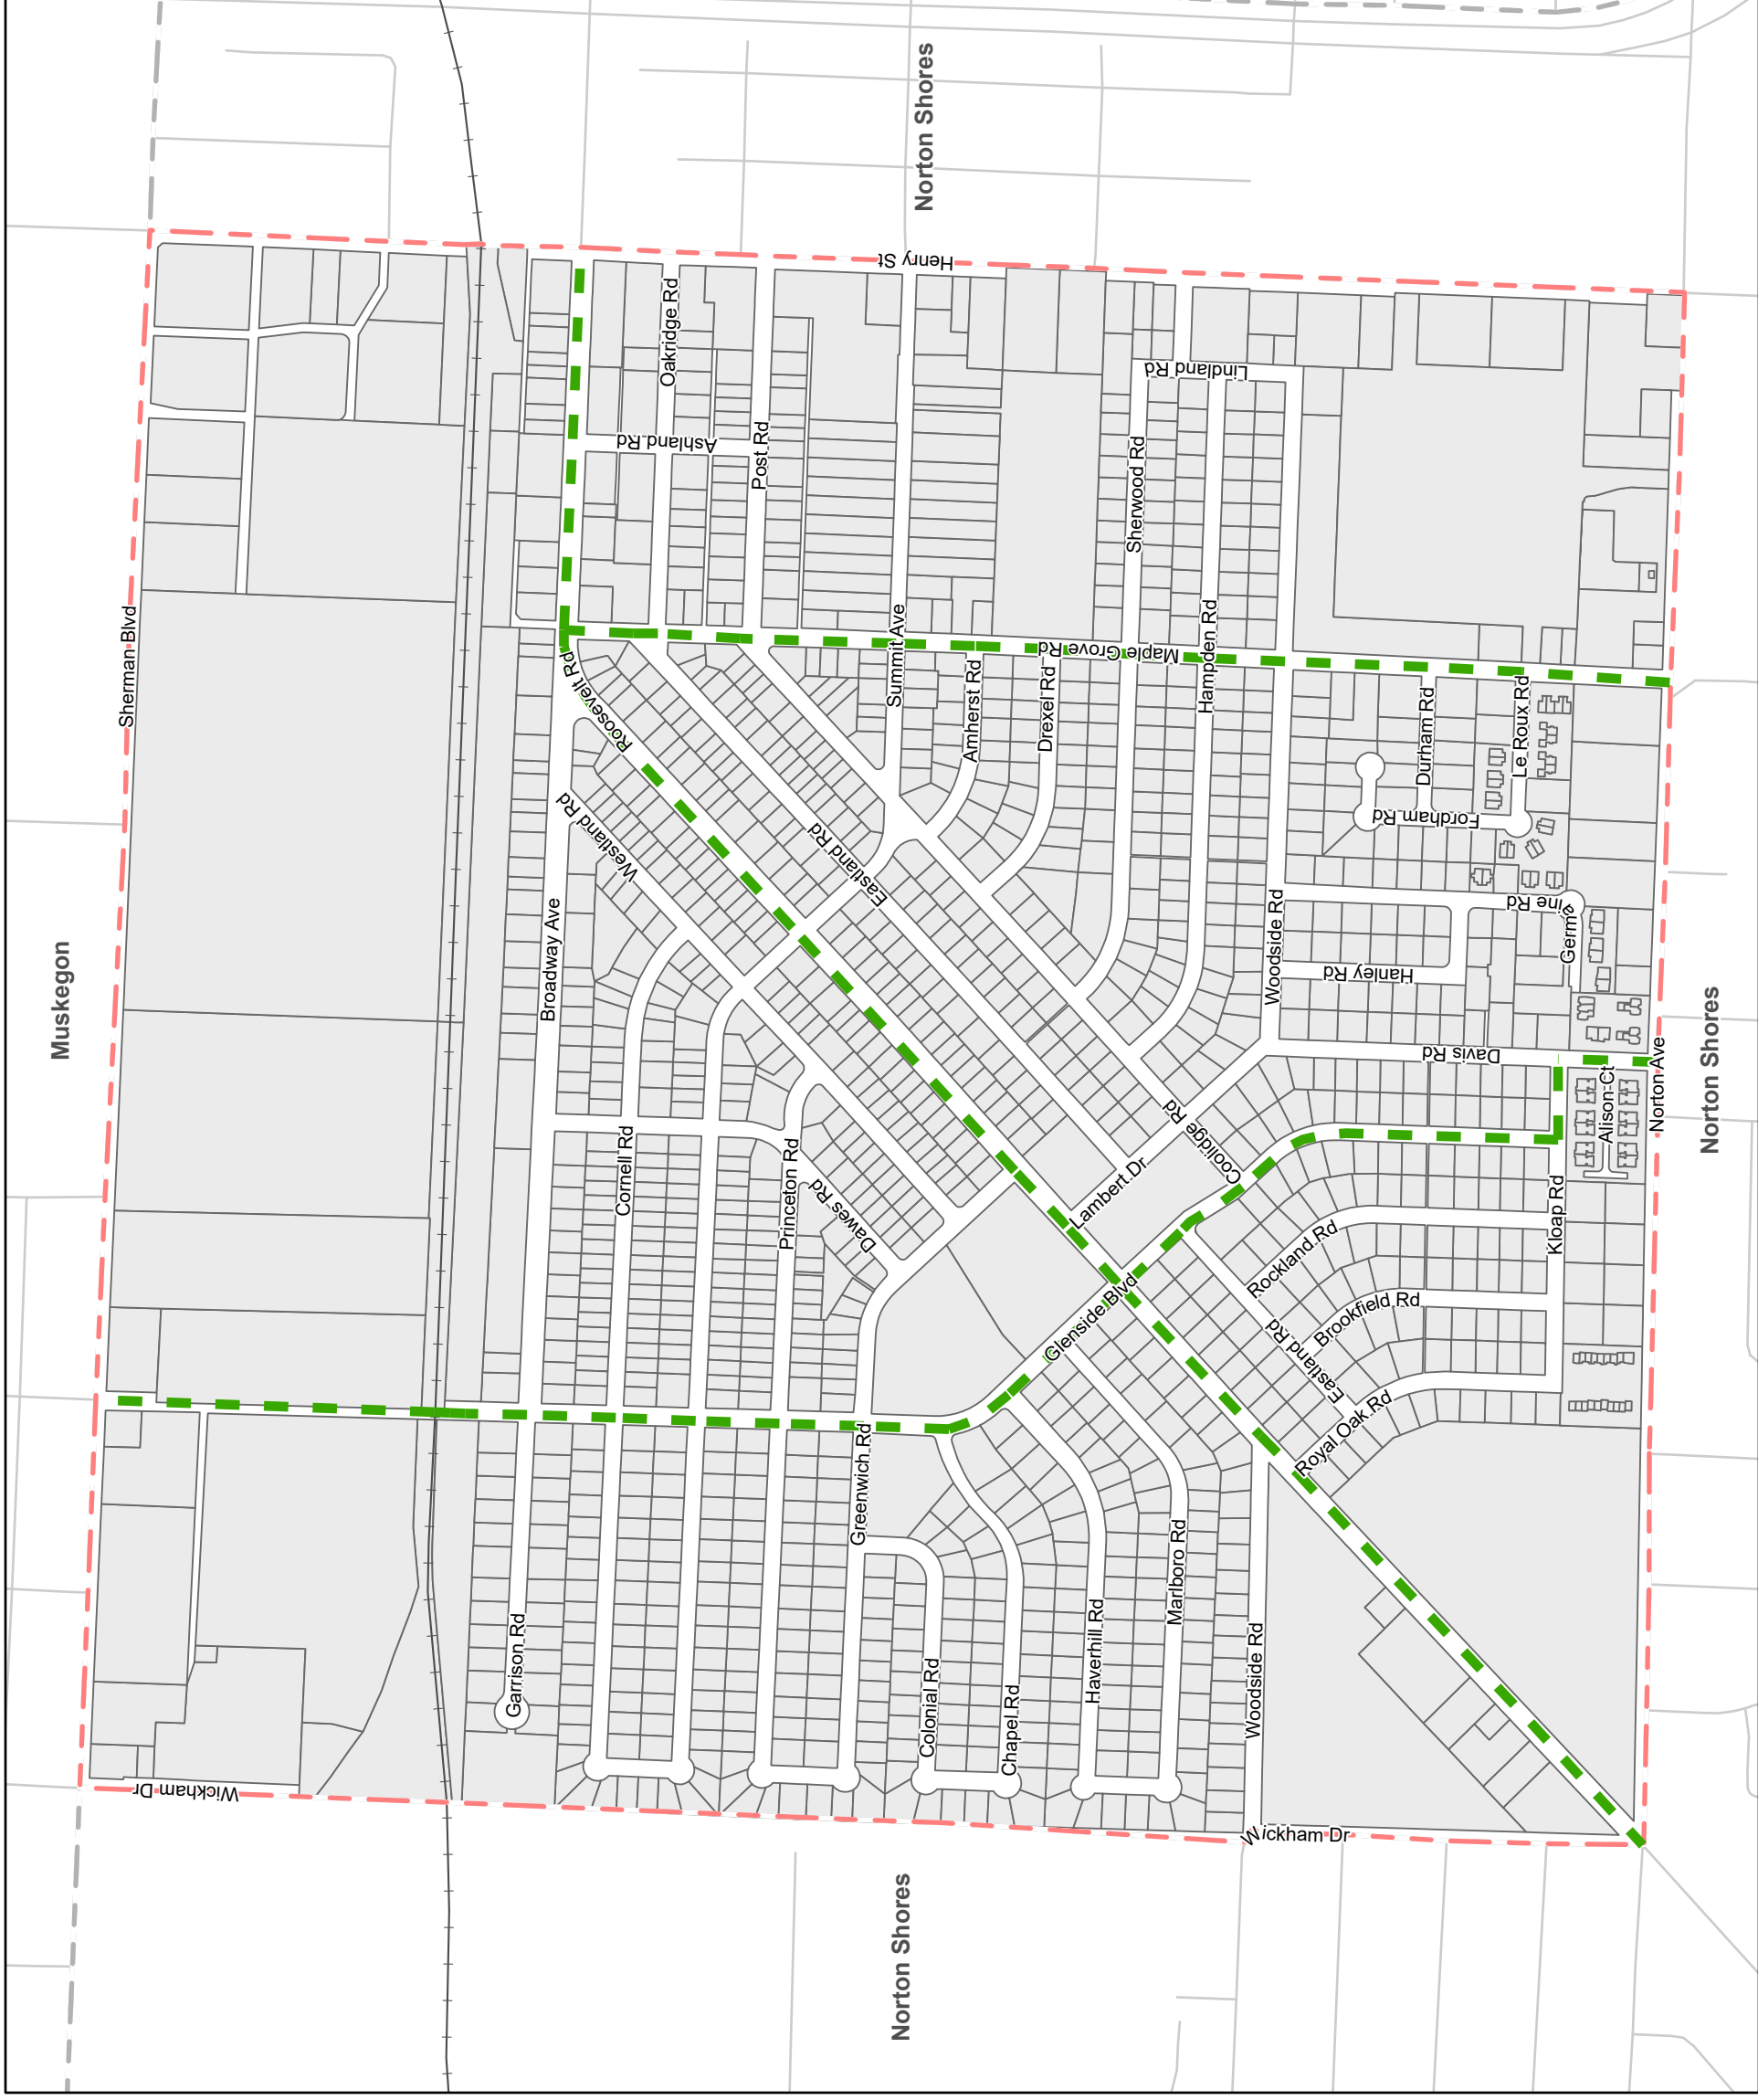 Norton Shores
Henry St
Oakridge Rd
Lindland Rd
Ashland Rd
Post Rd
Sherwood Rd
Sherman Blvd
Summit Ave
Hampden Rd
Maple Grove Rd
Roosevelt Rd
Amherst Rd
Drexel Rd
Durham Rd
Le Roux Rd
Westland Rd
Eastland Rd
Fordham Rd
Muskegon
Broadway Ave
Woodside Rd
Pine Rd
Germa
Hanley Rd
Davis Rd
Norton Ave
Norton Shores
Alison Ct
Cornell Rd
Princeton Rd
Dawes Rd
Coolidge Rd
Lambert Dr
Kloap Rd
Rockland Rd
Glenside Blvd
Brookfield Rd
Eastland Rd
Royal Oak Rd
Greenwich Rd
Marlboro Rd
Haverhill Rd
Garrison Rd
Colonial Rd
Chapel Rd
Woodside Rd
Wickham Dr
Wickham Dr
Norton Shores